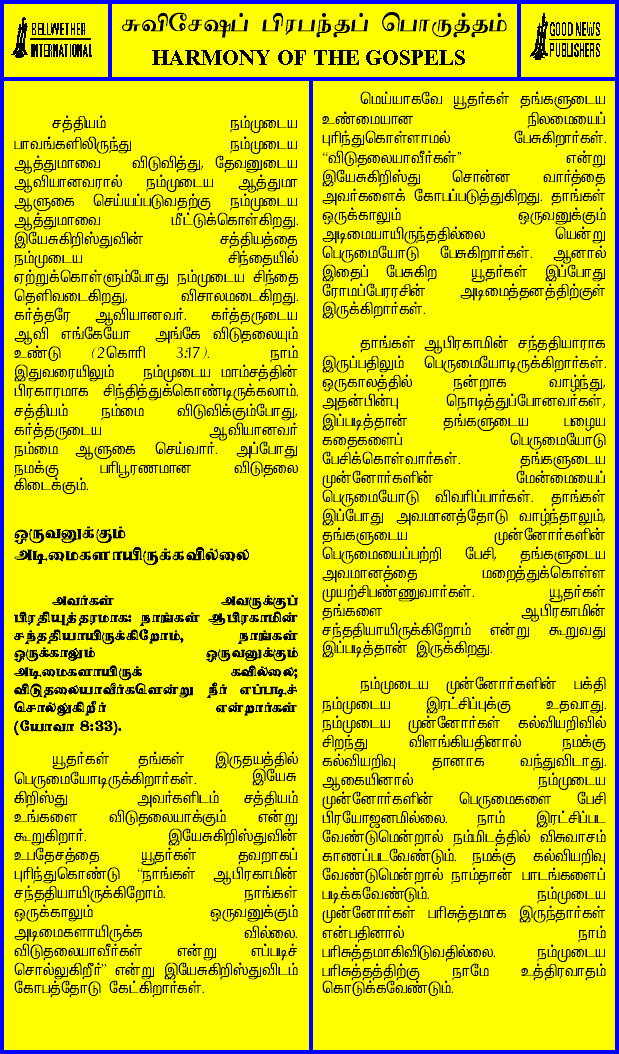 BELLWETHER
INTERNATIONAL
சுவிசேஷப் பிரபந்தப் பொருத்தம்
HARMONY OF THE GOSPELS
GOOD NEWS
PUBLISHERS
சத்தியம் நம்முடைய
பாவங்களிலிருந்து நம்முடைய
ஆத்துமாவை விடுவித்து, தேவனுடைய
ஆவியானவரால் நம்முடைய ஆத்துமா
ஆளுகை செய்யப்படுவதற்கு நம்முடைய
ஆத்துமாவை மீட்டுக்கொள்கிறது.
இயேசுகிறிஸ்துவின் சத்தியத்தை
நம்முடைய சிந்தையில்
ஏற்றுக்கொள்ளும்போது நம்முடைய சிந்தை
தெளிவடைகிறது, விசாலமடைகிறது.
கர்த்தரே ஆவியானவர். கர்த்தருடைய
ஆவி எங்கேயோ அங்கே விடுதலையும்
உண்டு (2கொரி 3:17). நாம்
இதுவரையிலும் நம்முடைய மாம்சத்தின்
பிரகாரமாக சிந்தித்துக்கொண்டிருக்கலாம்.
சத்தியம் நம்மை விடுவிக்கும்போது,
கர்த்தருடைய ஆவியானவர்
நம்மை ஆளுகை செய்வார். அப்போது
நமக்கு பரிபூரணமான விடுதலை
கிடைக்கும்.
ஒருவனுக்கும்
அடிமைகளாயிருக்கவில்லை
அவர்கள் அவருக்குப்
பிரதியுத்தரமாக: நாங்கள் ஆபிரகாமின்
சந்ததியாயிருக்கிறோம், நாங்கள்
ஒருக்காலும் ஒருவனுக்கும்
அடிமைகளாயிருக் கவில்லை;
விடுதலையாவீர்களென்று நீர் எப்படிச்
சொல்லுகிறீர் என்றார்கள்
(யோவா 8:33).
யூதர்கள் தங்கள் இருதயத்தில்
பெருமையோடிருக்கிறார்கள். இயேசு
கிறிஸ்து அவர்களிடம் சத்தியம்
உங்களை விடுதலையாக்கும் என்று
கூறுகிறார். இயேசுகிறிஸ்துவின்
உபதேசத்தை யூதர்கள் தவறாகப்
புரிந்துகொண்டு "நாங்கள் ஆபிரகாமின்
சந்ததியாயிருக்கிறோம். நாங்கள்
ஒருக்காலும் ஒருவனுக்கும்
அடிமைகளாயிருக்க வில்லை.
விடுதலையாவீர்கள் என்று எப்படிச்
சொல்லுகிறீர்" என்று இயேசுகிறிஸ்துவிடம்
கோபத்தோடு கேட்கிறார்கள்.
மெய்யாகவே யூதர்கள் தங்களுடைய
உண்மையான நிலமையைப்
புரிந்துகொள்ளாமல் பேசுகிறார்கள்.
"விடுதலையாவீர்கள்" என்று
இயேசுகிறிஸ்து சொன்ன வார்த்தை
அவர்களைக் கோபப்படுத்துகிறது. தாங்கள்
ஒருக்காலும் ஒருவனுக்கும்
அடிமையாயிருந்ததில்லை யென்று
பெருமையோடு பேசுகிறார்கள். ஆனால்
இதைப் பேசுகிற யூதர்கள் இப்போது
ரோமப்பேரரசின் அடிமைத்தனத்திற்குள்
இருக்கிறார்கள்.
தாங்கள் ஆபிரகாமின் சந்ததியாராக
இருப்பதிலும் பெருமையோடிருக்கிறார்கள்.
ஒருகாலத்தில் நன்றாக வாழ்ந்து,
அதன்பின்பு நொடித்துப்போனவர்கள்,
இப்படித்தான் தங்களுடைய பழைய
கதைகளைப் பெருமையோடு
பேசிக்கொள்வார்கள். தங்களுடைய
முன்னோர்களின் மேன்மையைப்
பெருமையோடு விவரிப்பார்கள். தாங்கள்
இப்போது அவமானத்தோடு வாழ்ந்தாலும்,
தங்களுடைய முன்னோர்களின்
பெருமையைப்பற்றி பேசி, தங்களுடைய
அவமானத்தை மறைத்துக்கொள்ள
முயற்சிபண்ணுவார்கள். யூதர்கள்
தங்களை ஆபிரகாமின்
சந்ததியாயிருக்கிறோம் என்று கூறுவது
இப்படித்தான் இருக்கிறது.
நம்முடைய முன்னோர்களின் பக்தி
நம்முடைய இரட்சிப்புக்கு உதவாது.
நம்முடைய முன்னோர்கள் கல்வியறிவில்
சிறந்து விளங்கியதினால் நமக்கு
கல்வியறிவு தானாக வந்துவிடாது.
ஆகையினால் நம்முடைய
முன்னோர்களின் பெருமைகளை பேசி
பிரயோஜனமில்லை. நாம் இரட்சிப்பட
வேண்டுமென்றால் நம்மிடத்தில் விசுவாசம்
காணப்படவேண்டும். நமக்கு கல்வியறிவு
வேண்டுமென்றால் நாம்தான் பாடங்களைப்
படிக்கவேண்டும். நம்முடைய
முன்னோர்கள் பரிசுத்தமாக இருந்தார்கள்
என்பதினால் நாம்
பரிசுத்தமாகிவிடுவதில்லை. நம்முடைய
பரிசுத்தத்திற்கு நாமே உத்திரவாதம்
கொடுக்கவேண்டும்.